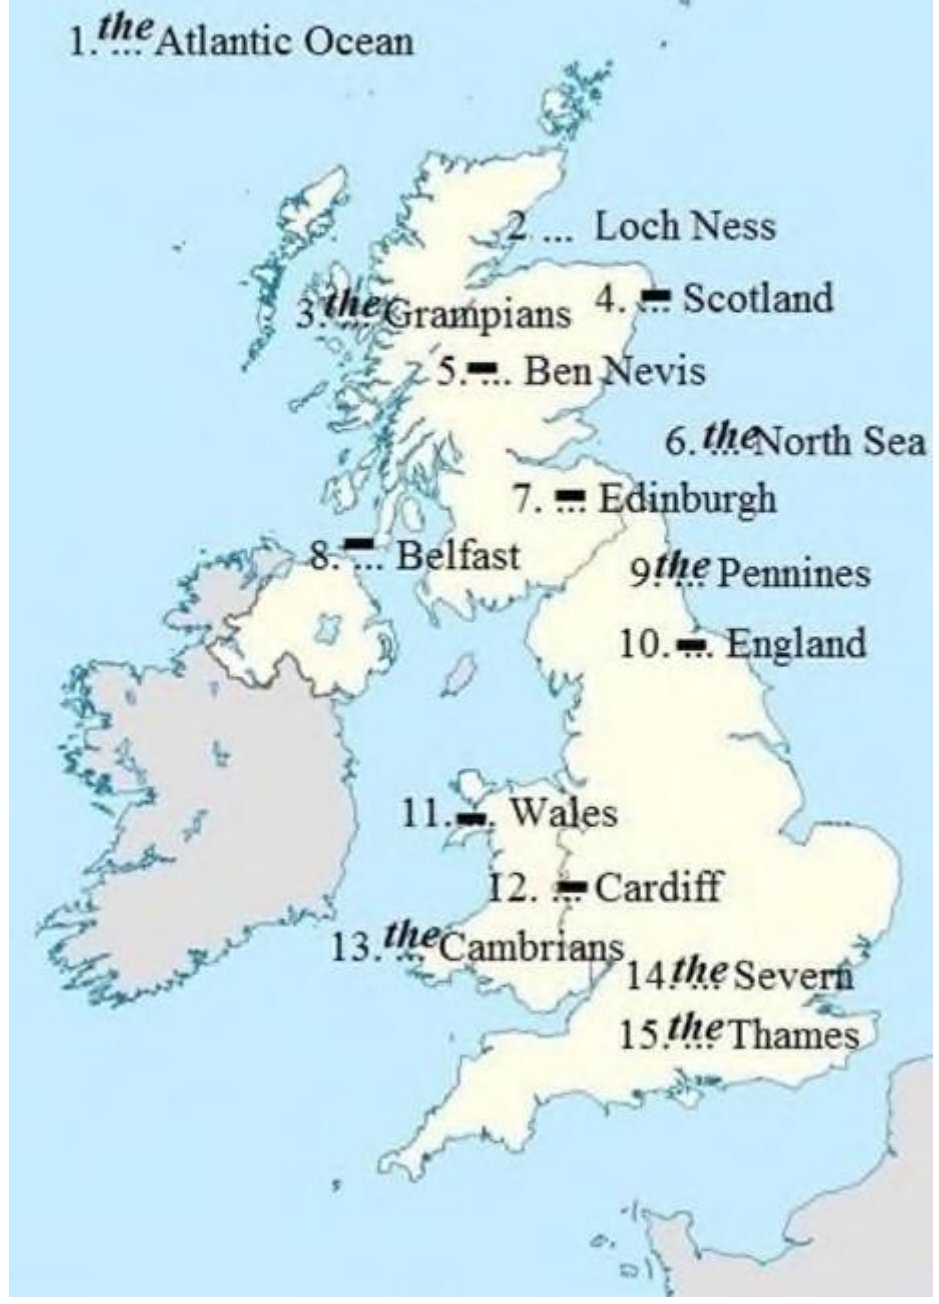 1. the Atlantic Ocean
2 ... Loch Ness
3. the Grampians
4. – ... Scotland
5. – ... Ben Nevis
6. the North Sea
7. – ... Edinburgh
8. – ... Belfast
9 the ... Pennines
10. – ... England
11. – ... Wales
12. – ... Cardiff
13. the ... Cambrians
14. the ... Severn
15. the ... Thames